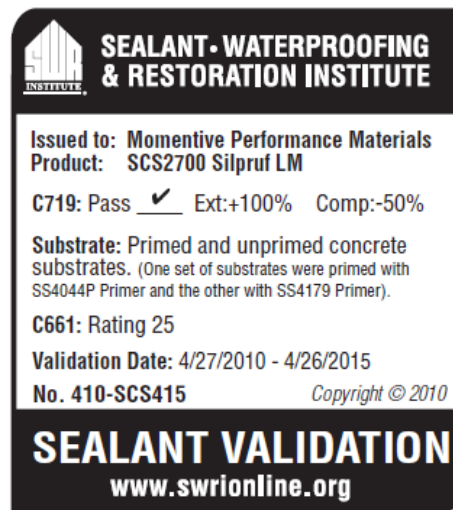 SWR
INSTITUTE®
SEALANT • WATERPROOFING
& RESTORATION INSTITUTE
Issued to: Momentive Performance Materials
Product: SCS2700 Silpruf LM
C719: Pass ✔ Ext:+100% Comp:-50%
Substrate: Primed and unprimed concrete
substrates. (One set of substrates were primed with
SS4044P Primer and the other with SS4179 Primer).
C661: Rating 25
Validation Date: 4/27/2010 - 4/26/2015
No. 410-SCS415 Copyright © 2010
SEALANT VALIDATION
www.swrionline.org